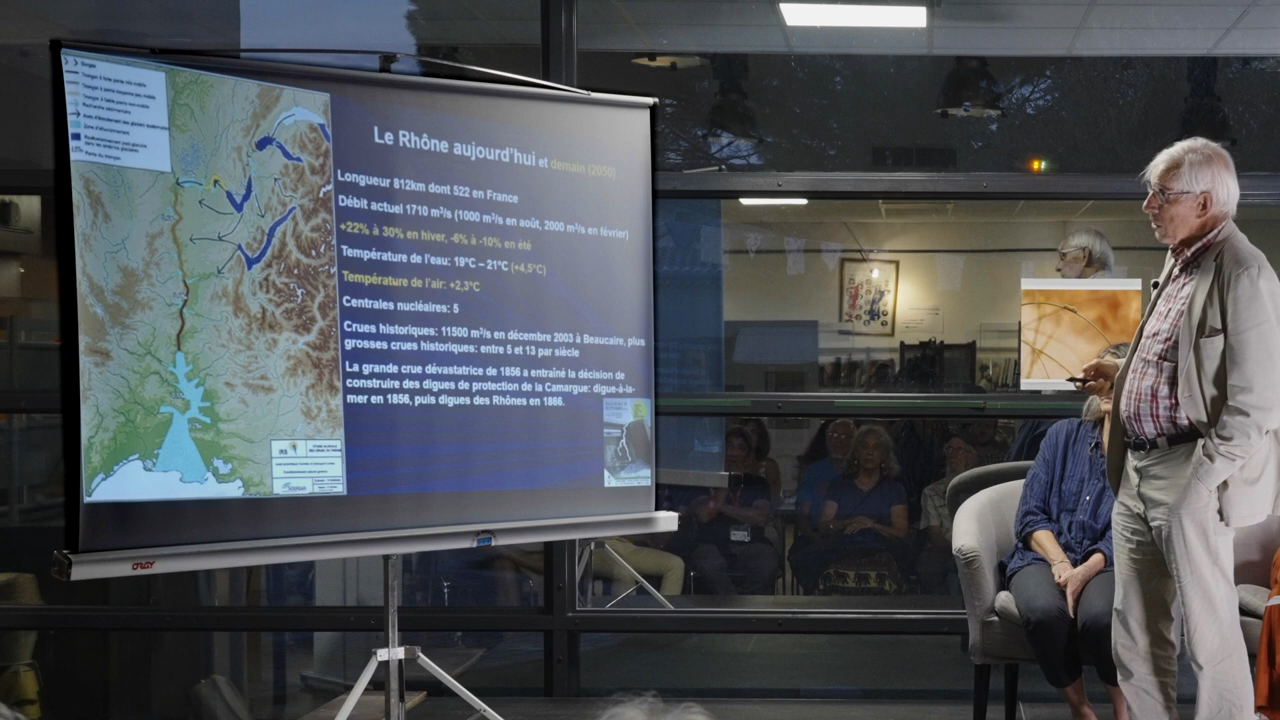 Le Rhône aujourd'hui et demain (2050)
Longueur 812km dont 522 en France
Débit actuel 1710 m³/s (1000 m³/s en août, 2000 m³/s en février)
+22% à 30% en hiver, -6% à -10% en été
Température de l'eau: 19°C – 21°C (+4,5°C)
Température de l'air: +2,3°C
Centrales nucléaires: 5
Crues historiques: 11500 m³/s en décembre 2003 à Beaucaire, plus
grosses crues historiques: entre 5 et 13 par siècle
La grande crue dévastatrice de 1856 a entraîné la décision de
construire des digues de protection de la Camargue: digue-à-la-
mer en 1856, puis digues des Rhônes en 1866.
ORAY